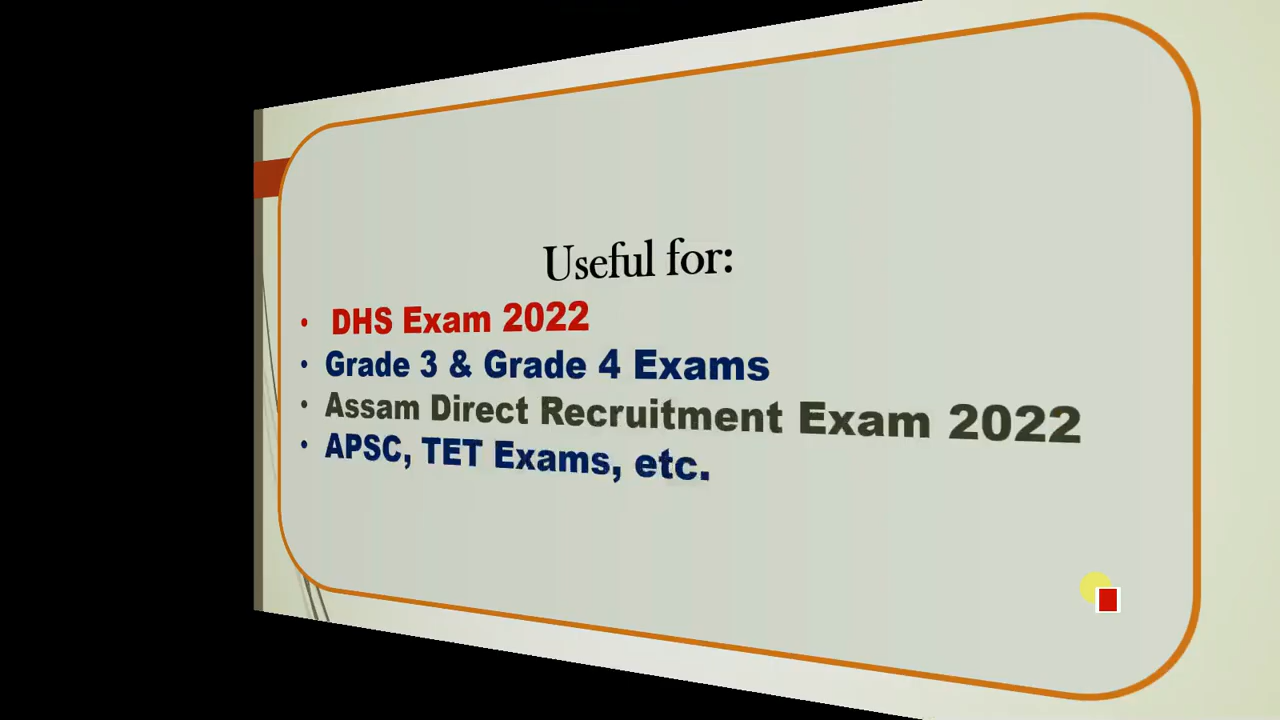 Useful for:
• DHS Exam 2022
• Grade 3 & Grade 4 Exams
• Assam Direct Recruitment Exam 2022
• APSC, TET Exams, etc.